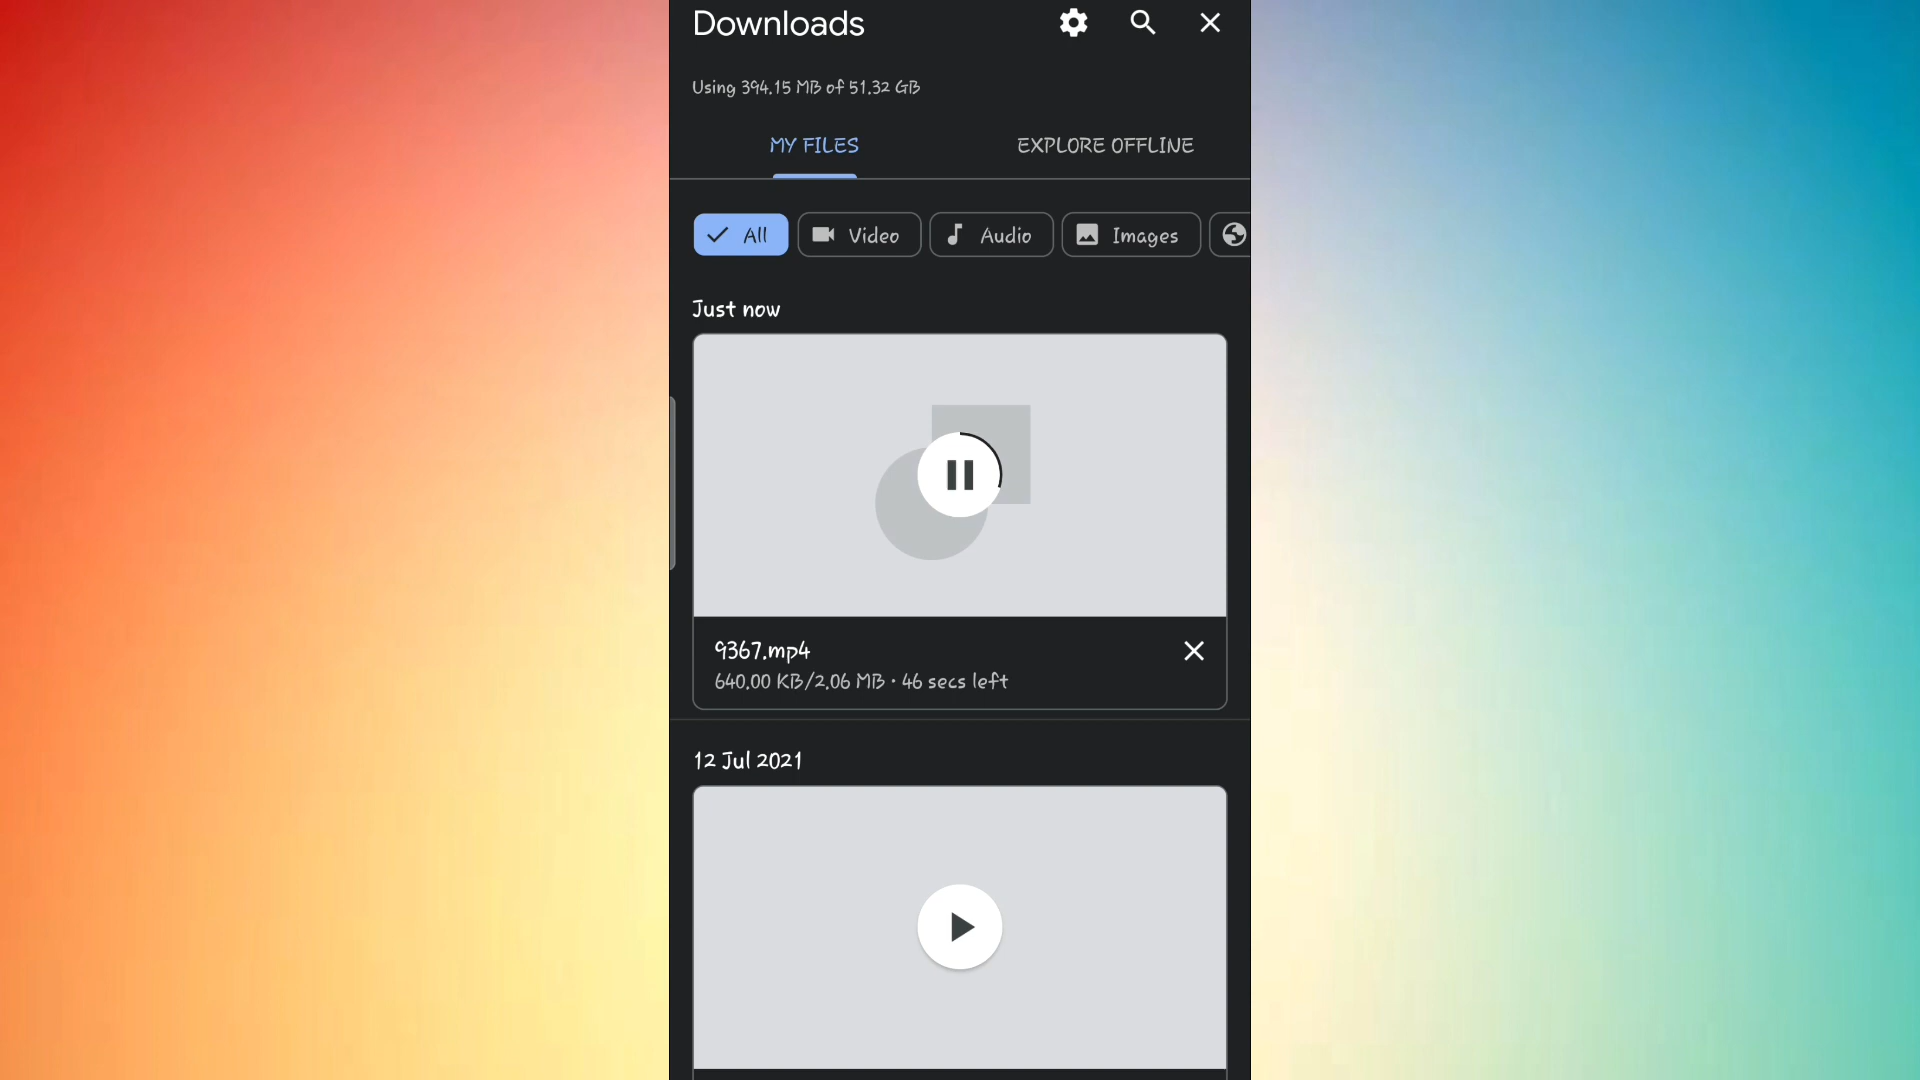 Downloads
Using 394.15 MB of 51.32 GB
MY FILES
EXPLORE OFFLINE
All
Video
Audio
Images
Just now
9367.mp4
640.00 KB/2.06 MB • 46 secs left
12 Jul 2021